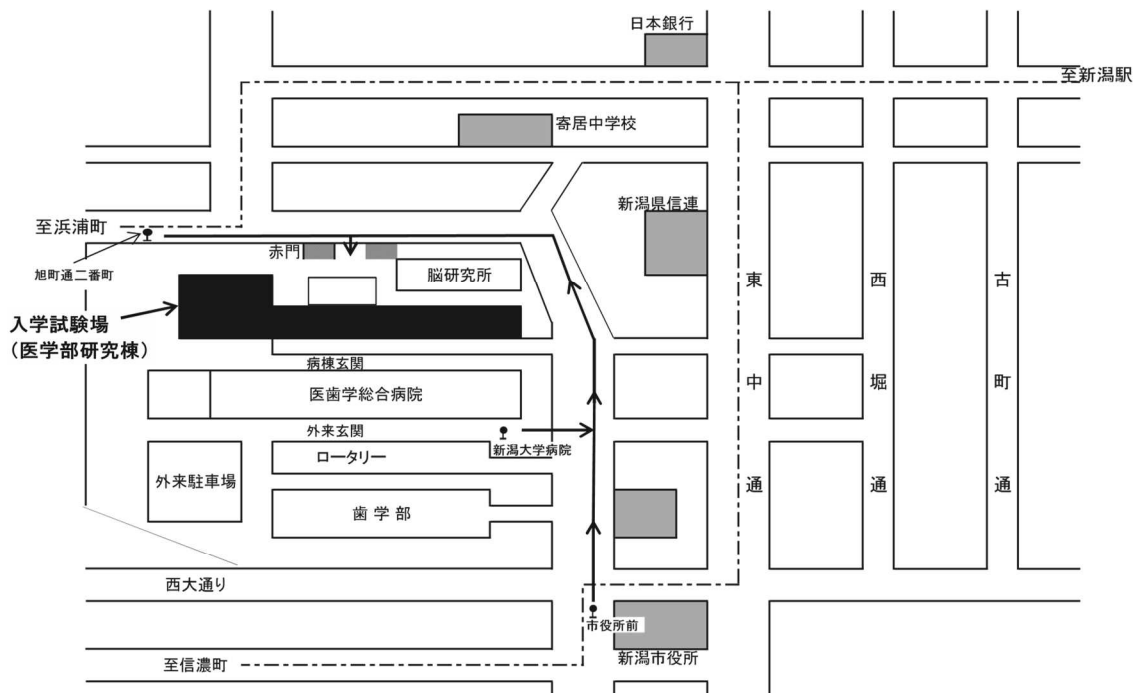 日本銀行
至新潟駅
寄居中学校
新潟県信連
至浜浦町
赤門
旭町通二番町
脳研究所
入学試験場
(医学部研究棟)
東中通
西堀通
古町通
病棟玄関
医歯学総合病院
外来玄関
新潟大学病院
ロータリー
外来駐車場
歯学部
西大通り
市役所前
新潟市役所
至信濃町